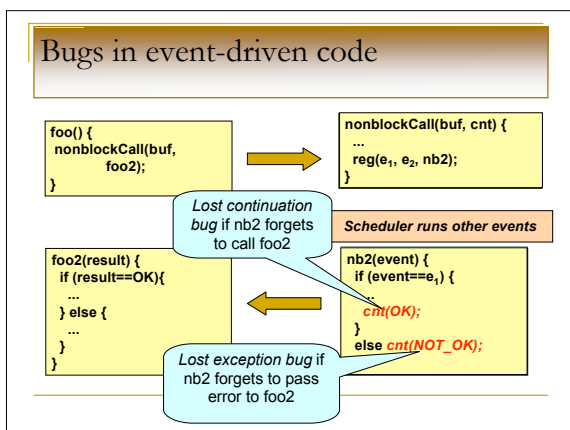 Bugs in event-driven code
foo() {
nonblockCall(buf,
foo2);
}
nonblockCall(buf, cnt) {
...
reg(e₁, e₂, nb2);
}
Lost continuation
bug if nb2 forgets
to call foo2
Scheduler runs other events
foo2(result) {
if (result==OK){
...
} else {
...
}
}
nb2(event) {
if (event==e₁) {
...
cnt(OK);
}
else cnt(NOT_OK);
Lost exception bug if
nb2 forgets to pass
error to foo2